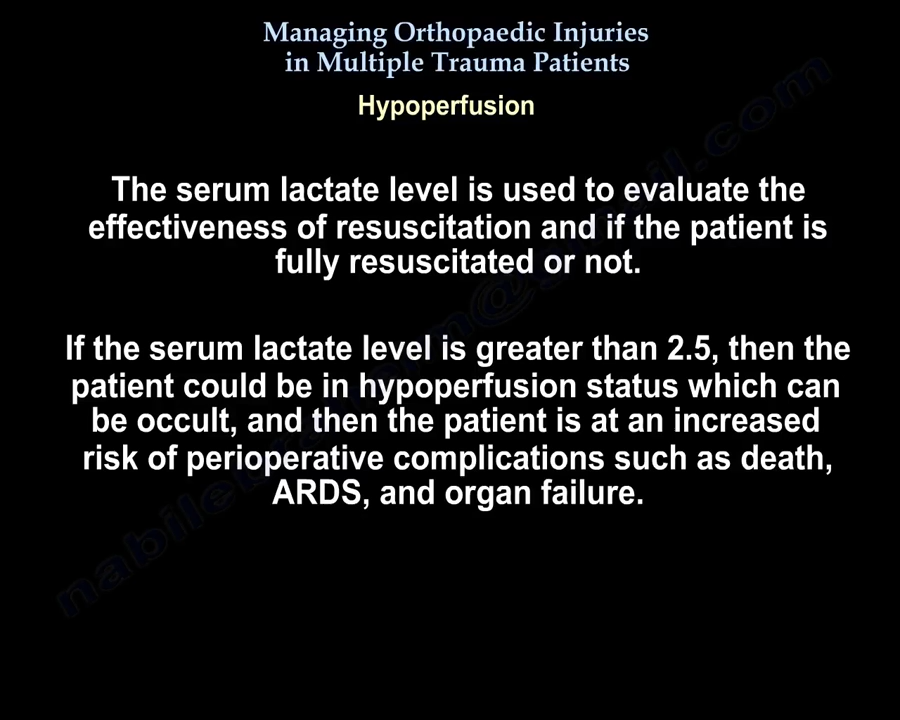 Managing Orthopaedic Injuries
in Multiple Trauma Patients
Hypoperfusion
The serum lactate level is used to evaluate the
effectiveness of resuscitation and if the patient is
fully resuscitated or not.
If the serum lactate level is greater than 2.5, then the
patient could be in hypoperfusion status which can
be occult, and then the patient is at an increased
risk of perioperative complications such as death,
ARDS, and organ failure.